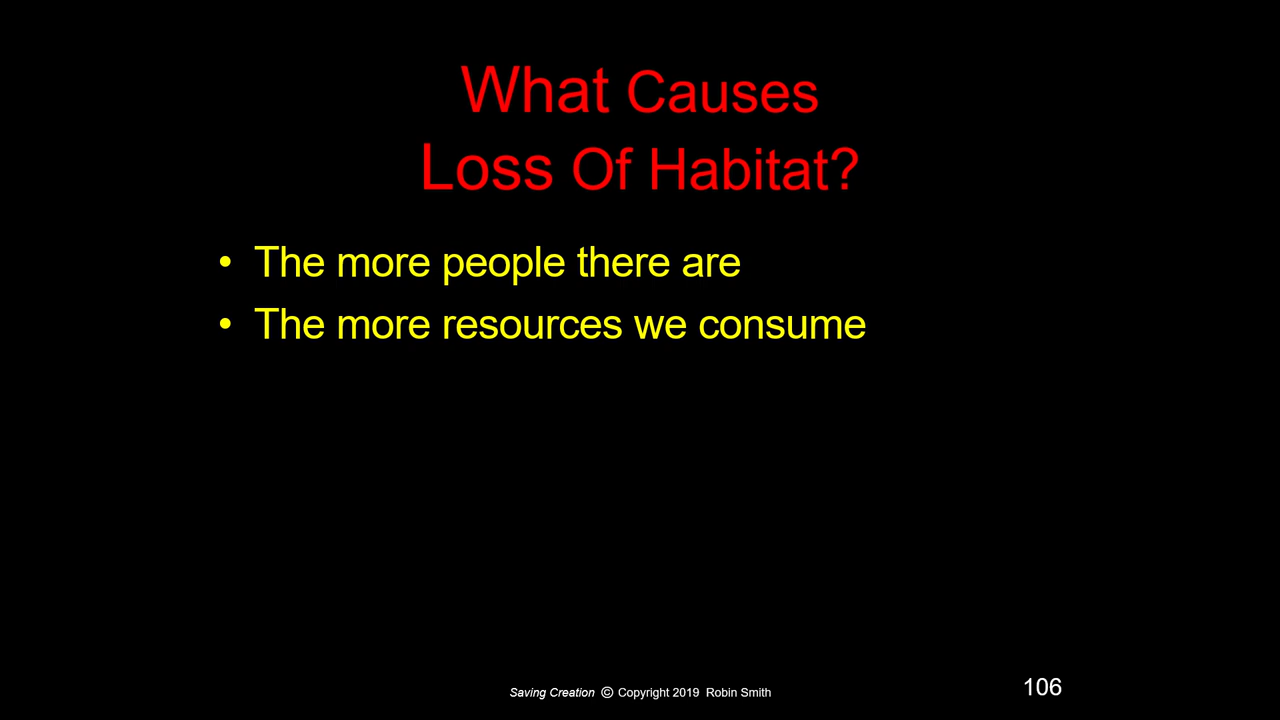 What Causes
Loss Of Habitat?
• The more people there are
• The more resources we consume
Saving Creation © Copyright 2019 Robin Smith
106